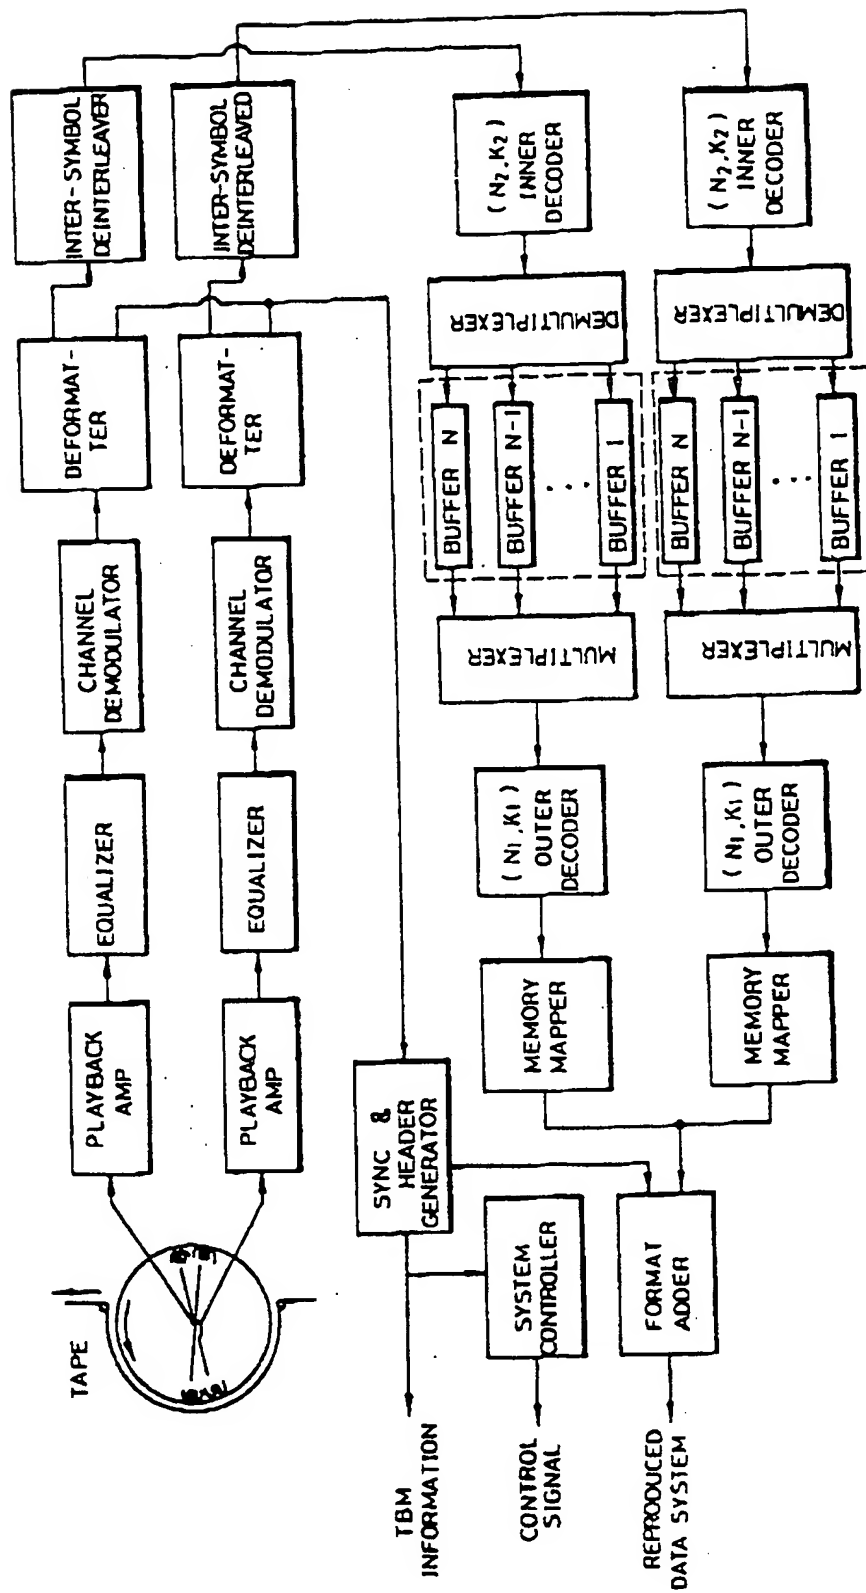 TAPE
PLAYBACK
AMP
EQUALIZER
CHANNEL
DEMODULATOR
DEFORMAT-
TER
INTER-SYMBOL
DEINTERLEAVER
PLAYBACK
AMP
EQUALIZER
CHANNEL
DEMODULATOR
DEFORMAT-
TER
INTER-SYMBOL
DEINTERLEAVED
TBM
INFORMATION
SYNC &
HEADER
GENERATOR
CONTROL
SIGNAL
SYSTEM
CONTROLLER
REPRODUCED
DATA SYSTEM
FORMAT
ADDER
MEMORY
MAPPER
(N1,K1)
OUTER
DECODER
MULTIPLEXER
BUFFER N
BUFFER N-1
...
BUFFER 1
DEMULTIPLEXER
(N2,K2)
INNER
DECODER
MEMORY
MAPPER
(N1,K1)
OUTER
DECODER
MULTIPLEXER
BUFFER N
BUFFER N-1
...
BUFFER 1
DEMULTIPLEXER
(N2,K2)
INNER
DECODER